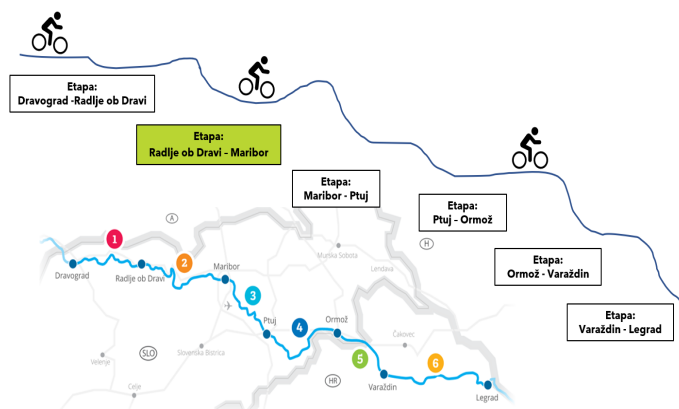 Etapa:
Dravograd -Radlje ob Dravi
Etapa:
Radlje ob Dravi – Maribor
Etapa:
Maribor - Ptuj
Etapa:
Ptuj – Ormož
Etapa:
Ormož - Varaždin
Etapa:
Varaždin - Legrad
A
H
1
Murska Sobota
2
Maribor
Lendava
Dravograd
Radlje ob Dravi
3
Ptuj
4
Ormož
Čakovec
SLO
Slovenska Bistrica
Velenje
5
6
HR
Varaždin
Celje
Legrad